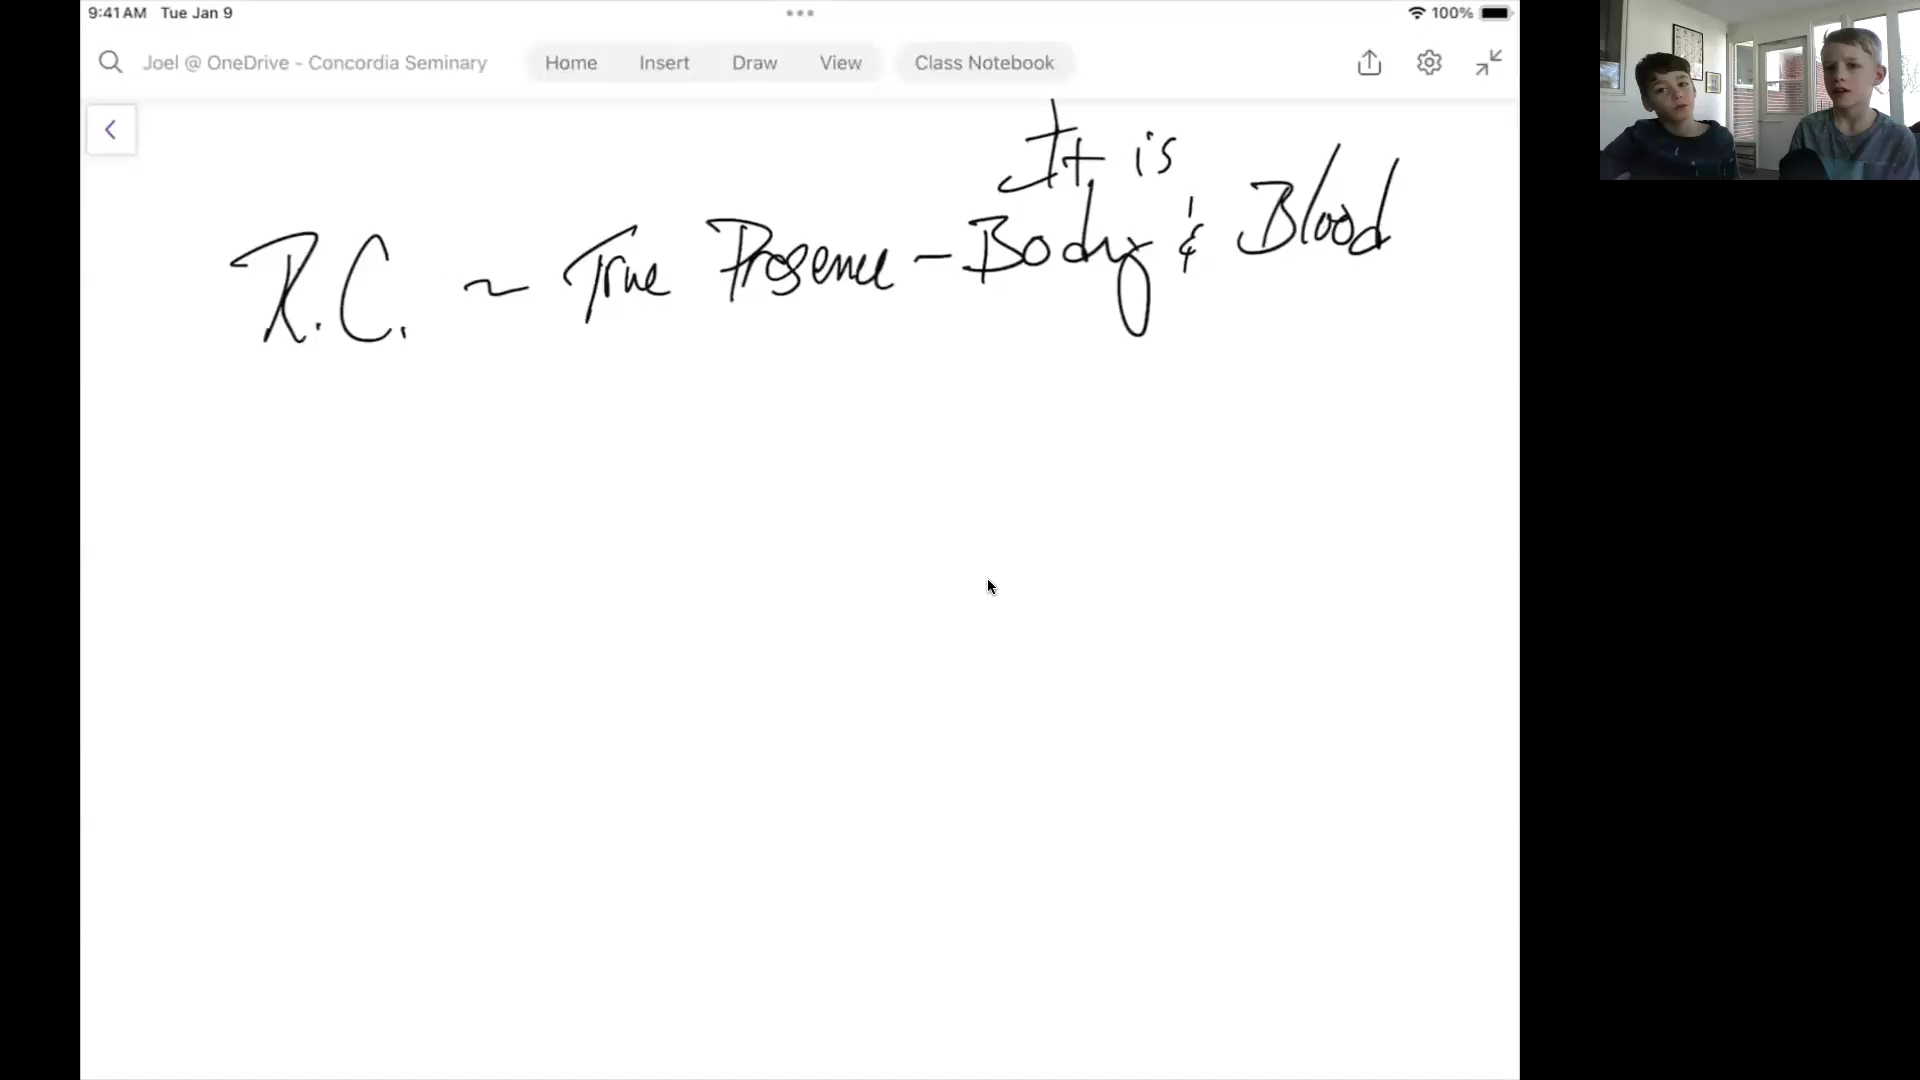 9:41 AM Tue Jan 9
100%
Joel @ OneDrive - Concordia Seminary Home Insert Draw View Class Notebook
It is
R.C. ~ True Presence - Body & Blood